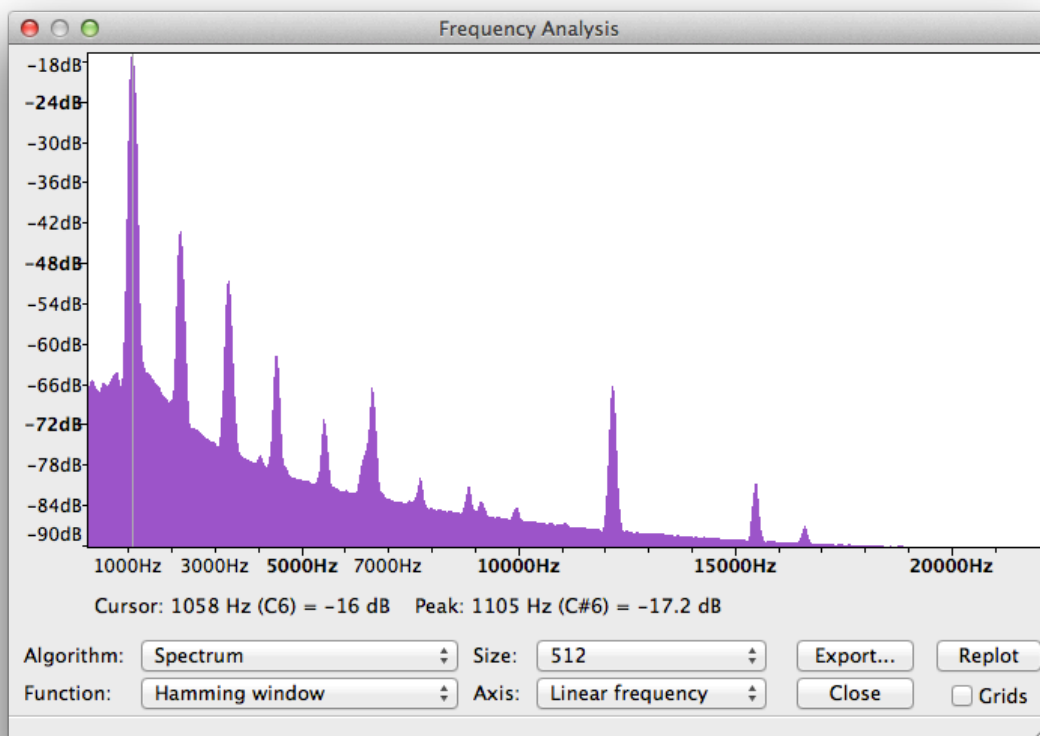 Frequency Analysis
-18dB
-24dB
-30dB
-36dB
-42dB
-48dB
-54dB
-60dB
-66dB
-72dB
-78dB
-84dB
-90dB
1000Hz 3000Hz 5000Hz 7000Hz 10000Hz 15000Hz 20000Hz
Cursor: 1058 Hz (C6) = -16 dB Peak: 1105 Hz (C#6) = -17.2 dB
Algorithm: Spectrum Size: 512 Export... Replot
Function: Hamming window Axis: Linear frequency Close Grids